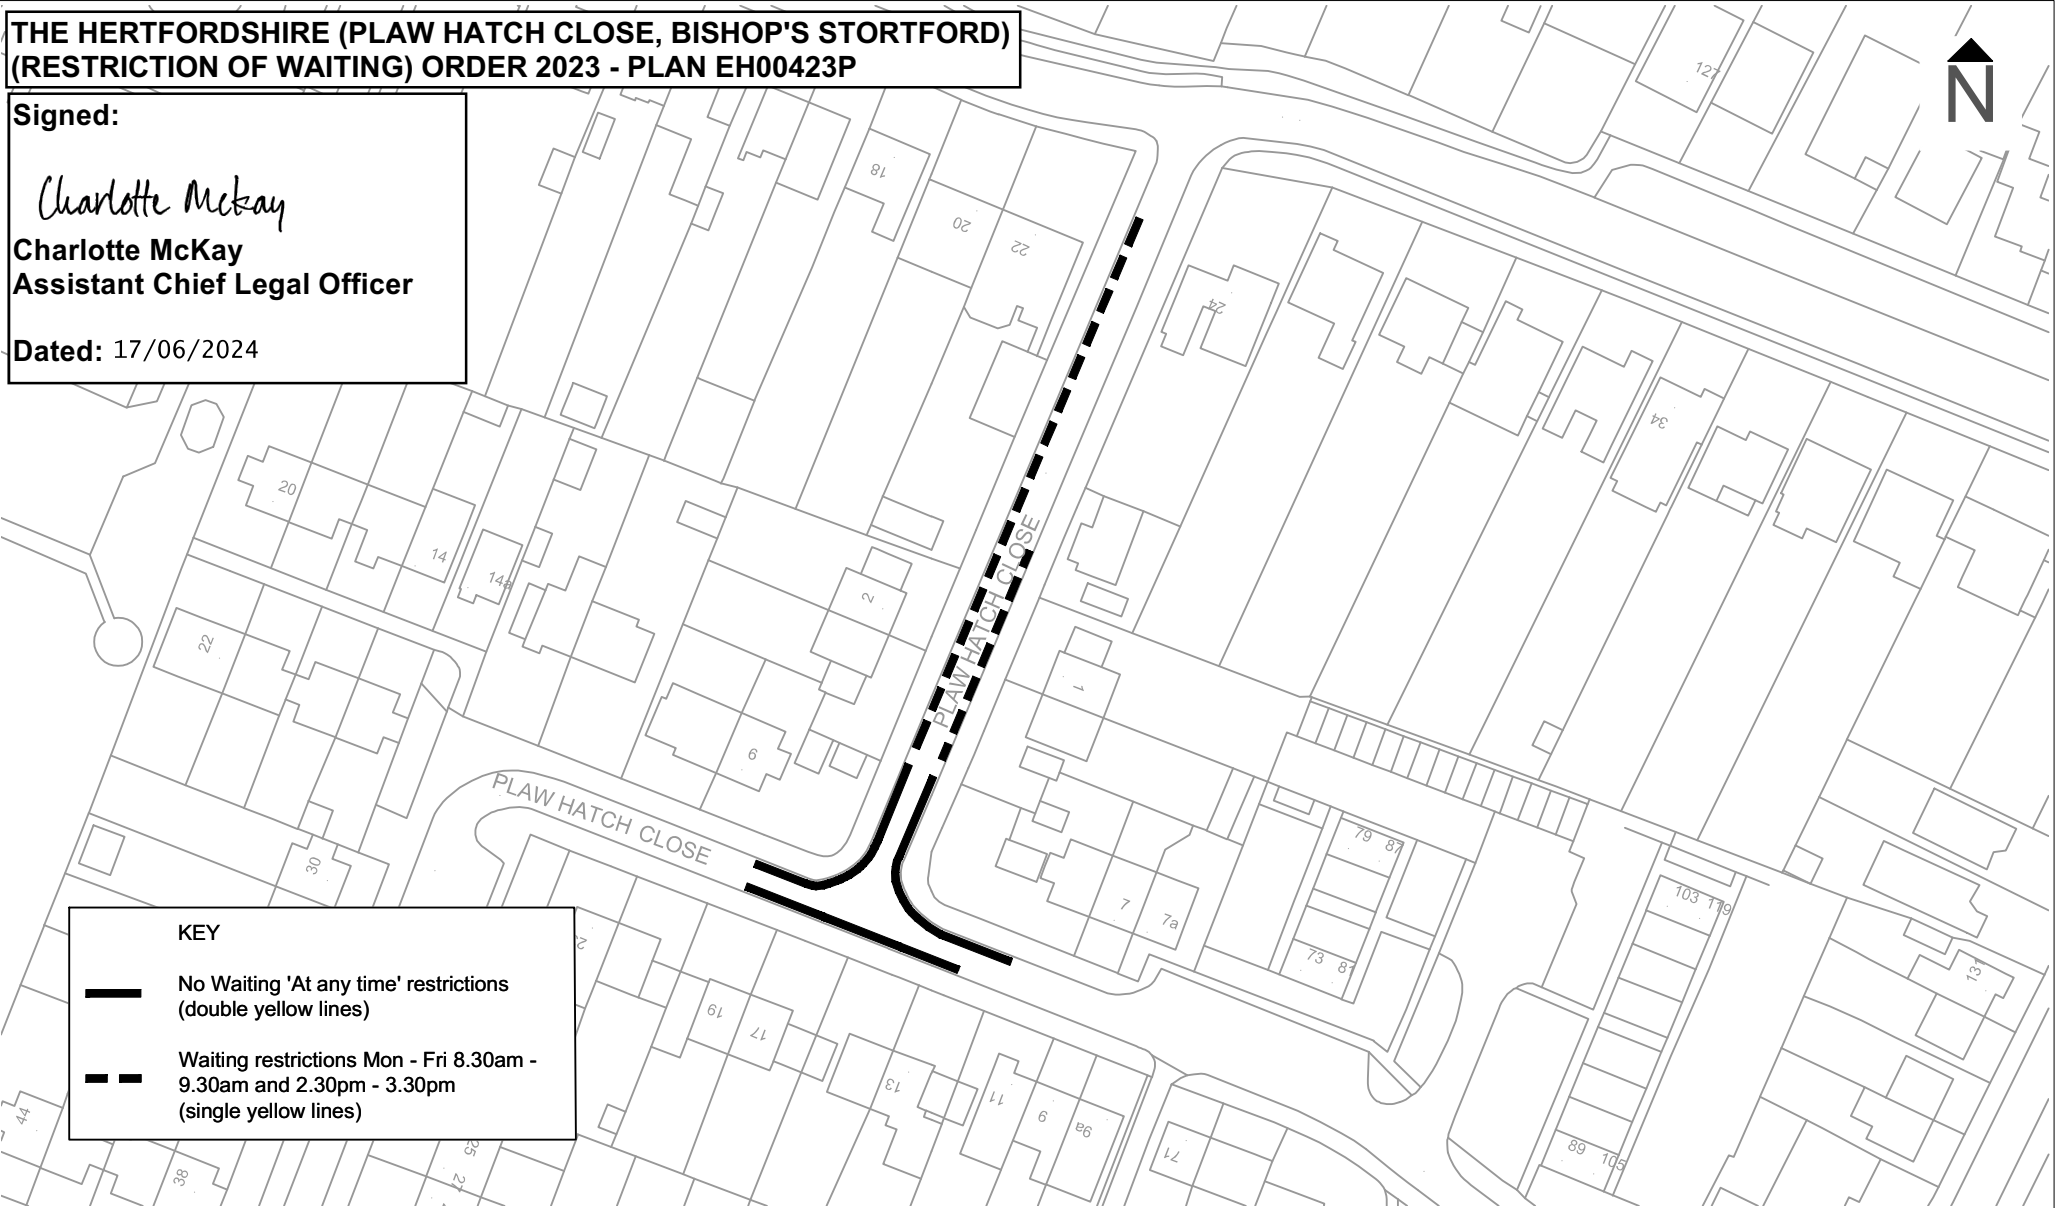 THE HERTFORDSHIRE (PLAW HATCH CLOSE, BISHOP'S STORTFORD)
(RESTRICTION OF WAITING) ORDER 2023 - PLAN EH00423P
Signed:
Charlotte McKay
Charlotte McKay
Assistant Chief Legal Officer
Dated: 17/06/2024
N
127
18
20
22
24
34
20
14
14a
22
2
1
6
PLAW HATCH CLOSE
PLAW HATCH CLOSE
30
79 87
7
7a
73 81
103 119
131
19
17
13
11
9
9a
71
89 105
44
38
25
27
KEY
No Waiting 'At any time' restrictions
(double yellow lines)
Waiting restrictions Mon - Fri 8.30am -
9.30am and 2.30pm - 3.30pm
(single yellow lines)